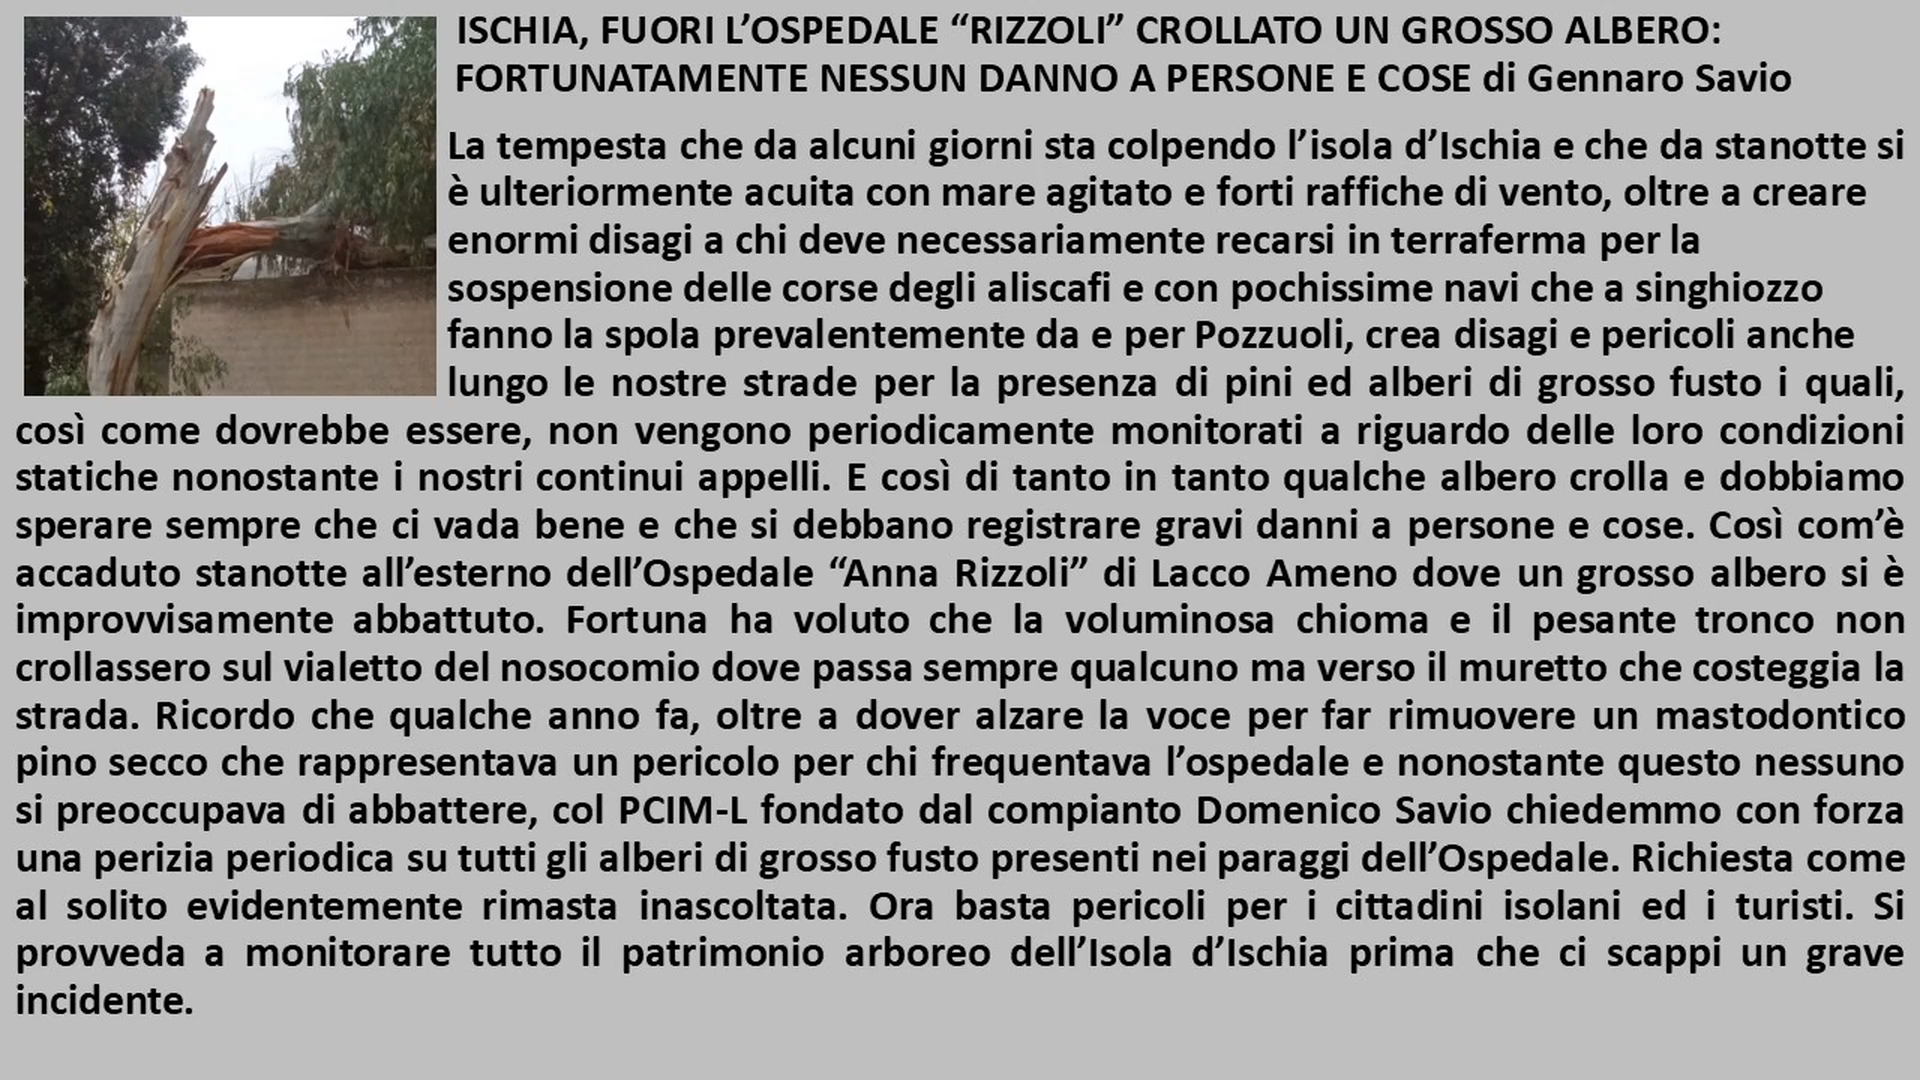 ISCHIA, FUORI L’OSPEDALE “RIZZOLI” CROLLATO UN GROSSO ALBERO:
FORTUNATAMENTE NESSUN DANNO A PERSONE E COSE di Gennaro Savio
La tempesta che da alcuni giorni sta colpendo l’isola d’Ischia e che da stanotte si
è ulteriormente acuita con mare agitato e forti raffiche di vento, oltre a creare
enormi disagi a chi deve necessariamente recarsi in terraferma per la
sospensione delle corse degli aliscafi e con pochissime navi che a singhiozzo
fanno la spola prevalentemente da e per Pozzuoli, crea disagi e pericoli anche
lungo le nostre strade per la presenza di pini ed alberi di grosso fusto i quali,
così come dovrebbe essere, non vengono periodicamente monitorati a riguardo delle loro condizioni
statiche nonostante i nostri continui appelli. E così di tanto in tanto qualche albero crolla e dobbiamo
sperare sempre che ci vada bene e che si debbano registrare gravi danni a persone e cose. Così com’è
accaduto stanotte all’esterno dell’Ospedale “Anna Rizzoli” di Lacco Ameno dove un grosso albero si è
improvvisamente abbattuto. Fortuna ha voluto che la voluminosa chioma e il pesante tronco non
crollassero sul vialetto del nosocomio dove passa sempre qualcuno ma verso il muretto che costeggia la
strada. Ricordo che qualche anno fa, oltre a dover alzare la voce per far rimuovere un mastodontico
pino secco che rappresentava un pericolo per chi frequentava l’ospedale e nonostante questo nessuno
si preoccupava di abbattere, col PCIM-L fondato dal compianto Domenico Savio chiedemmo con forza
una perizia periodica su tutti gli alberi di grosso fusto presenti nei paraggi dell’Ospedale. Richiesta come
al solito evidentemente rimasta inascoltata. Ora basta pericoli per i cittadini isolani ed i turisti. Si
provveda a monitorare tutto il patrimonio arboreo dell’Isola d’Ischia prima che ci scappi un grave
incidente.